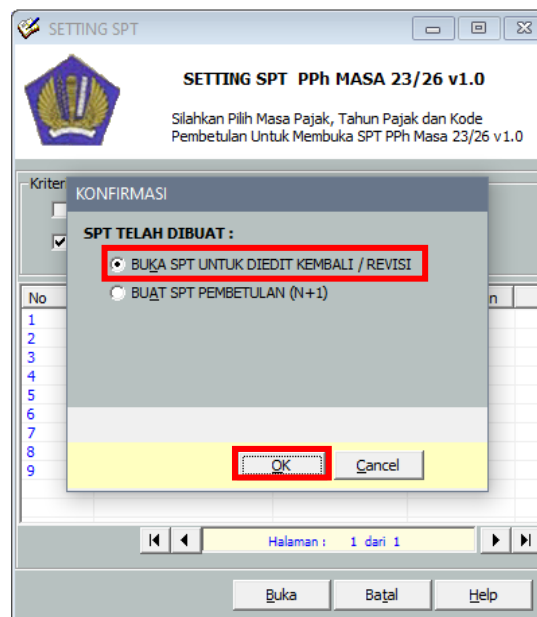 SETTING SPT
SETTING SPT PPh MASA 23/26 v1.0
Silahkan Pilih Masa Pajak, Tahun Pajak dan Kode
Pembetulan Untuk Membuka SPT PPh Masa 23/26 v1.0
Kriter
KONFIRMASI
SPT TELAH DIBUAT :
BUKA SPT UNTUK DIEDIT KEMBALI / REVISI
BUAT SPT PEMBETULAN (N+1)
No
n
1
2
3
4
5
6
7
8
9
OK
Cancel
Halaman : 1 dari 1
Buka
Batal
Help